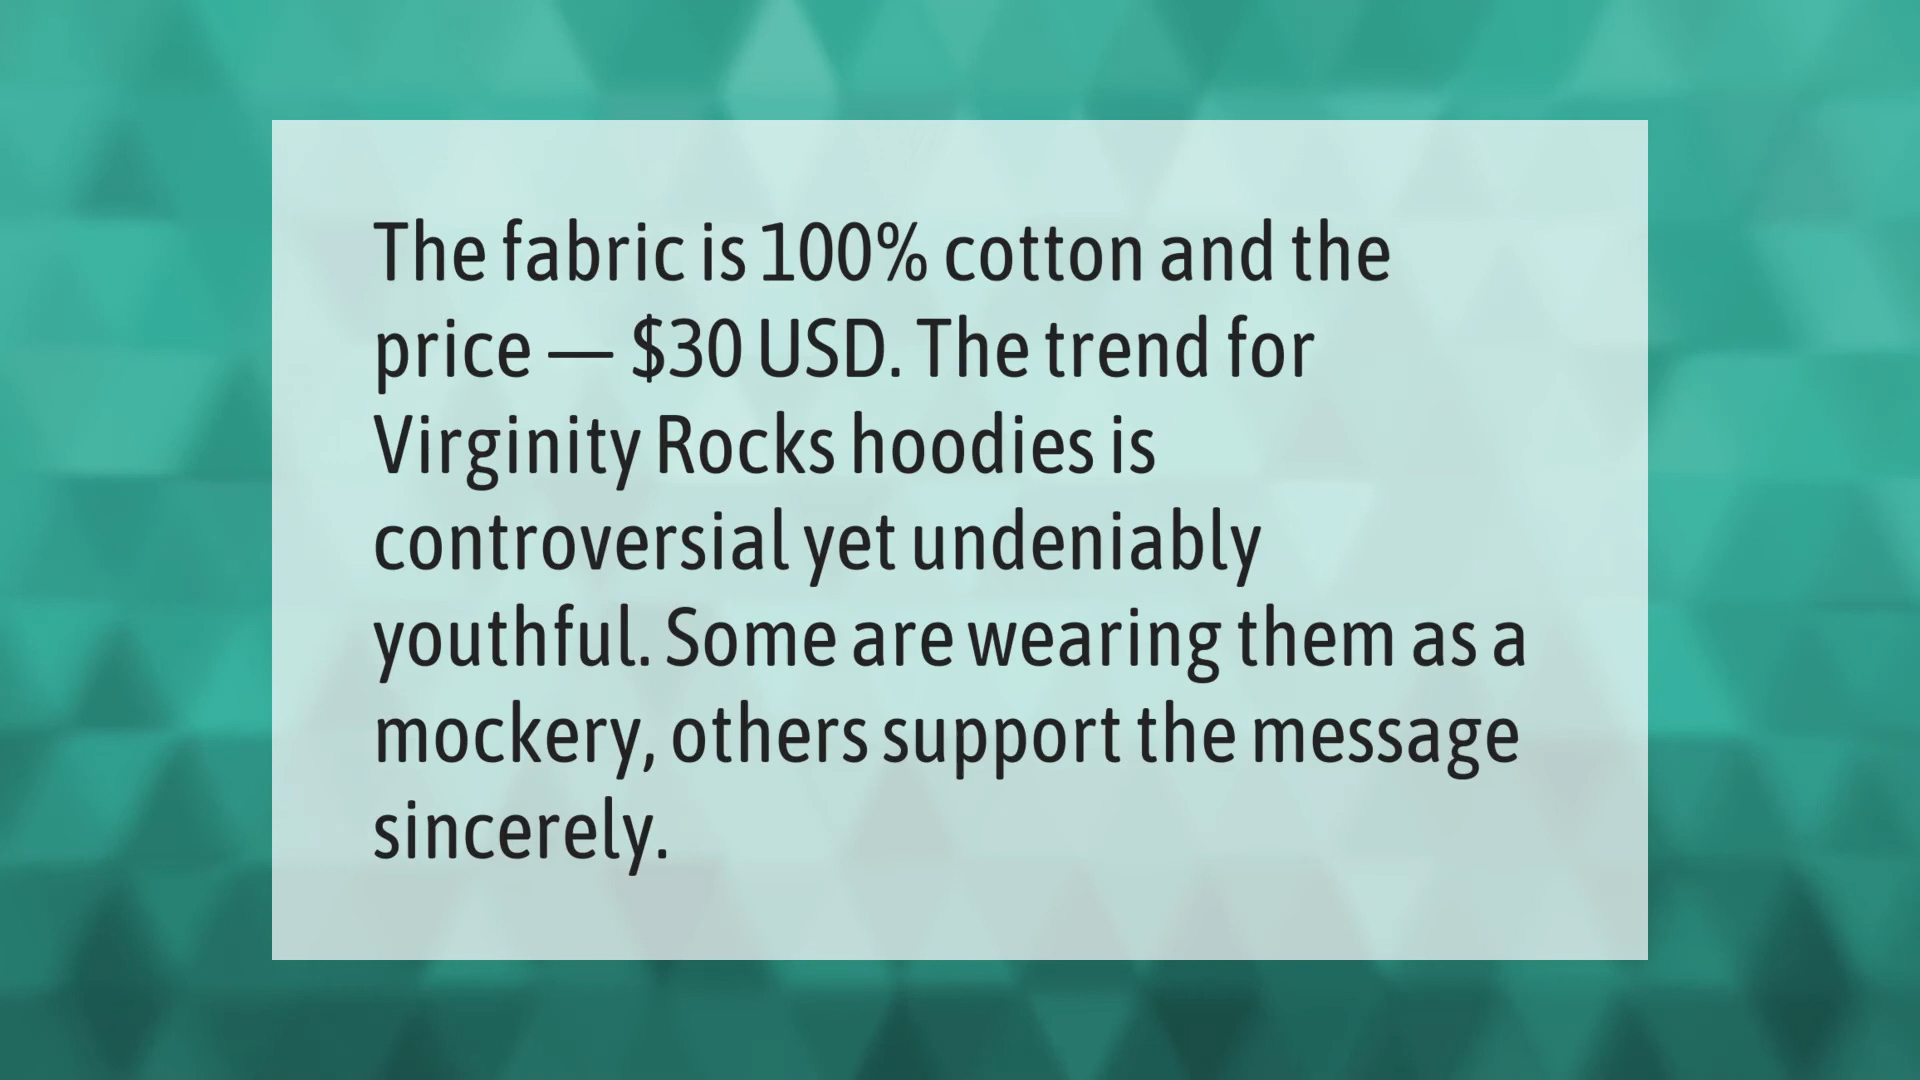 The fabric is 100% cotton and the
price — $30 USD. The trend for
Virginity Rocks hoodies is
controversial yet undeniably
youthful. Some are wearing them as a
mockery, others support the message
sincerely.